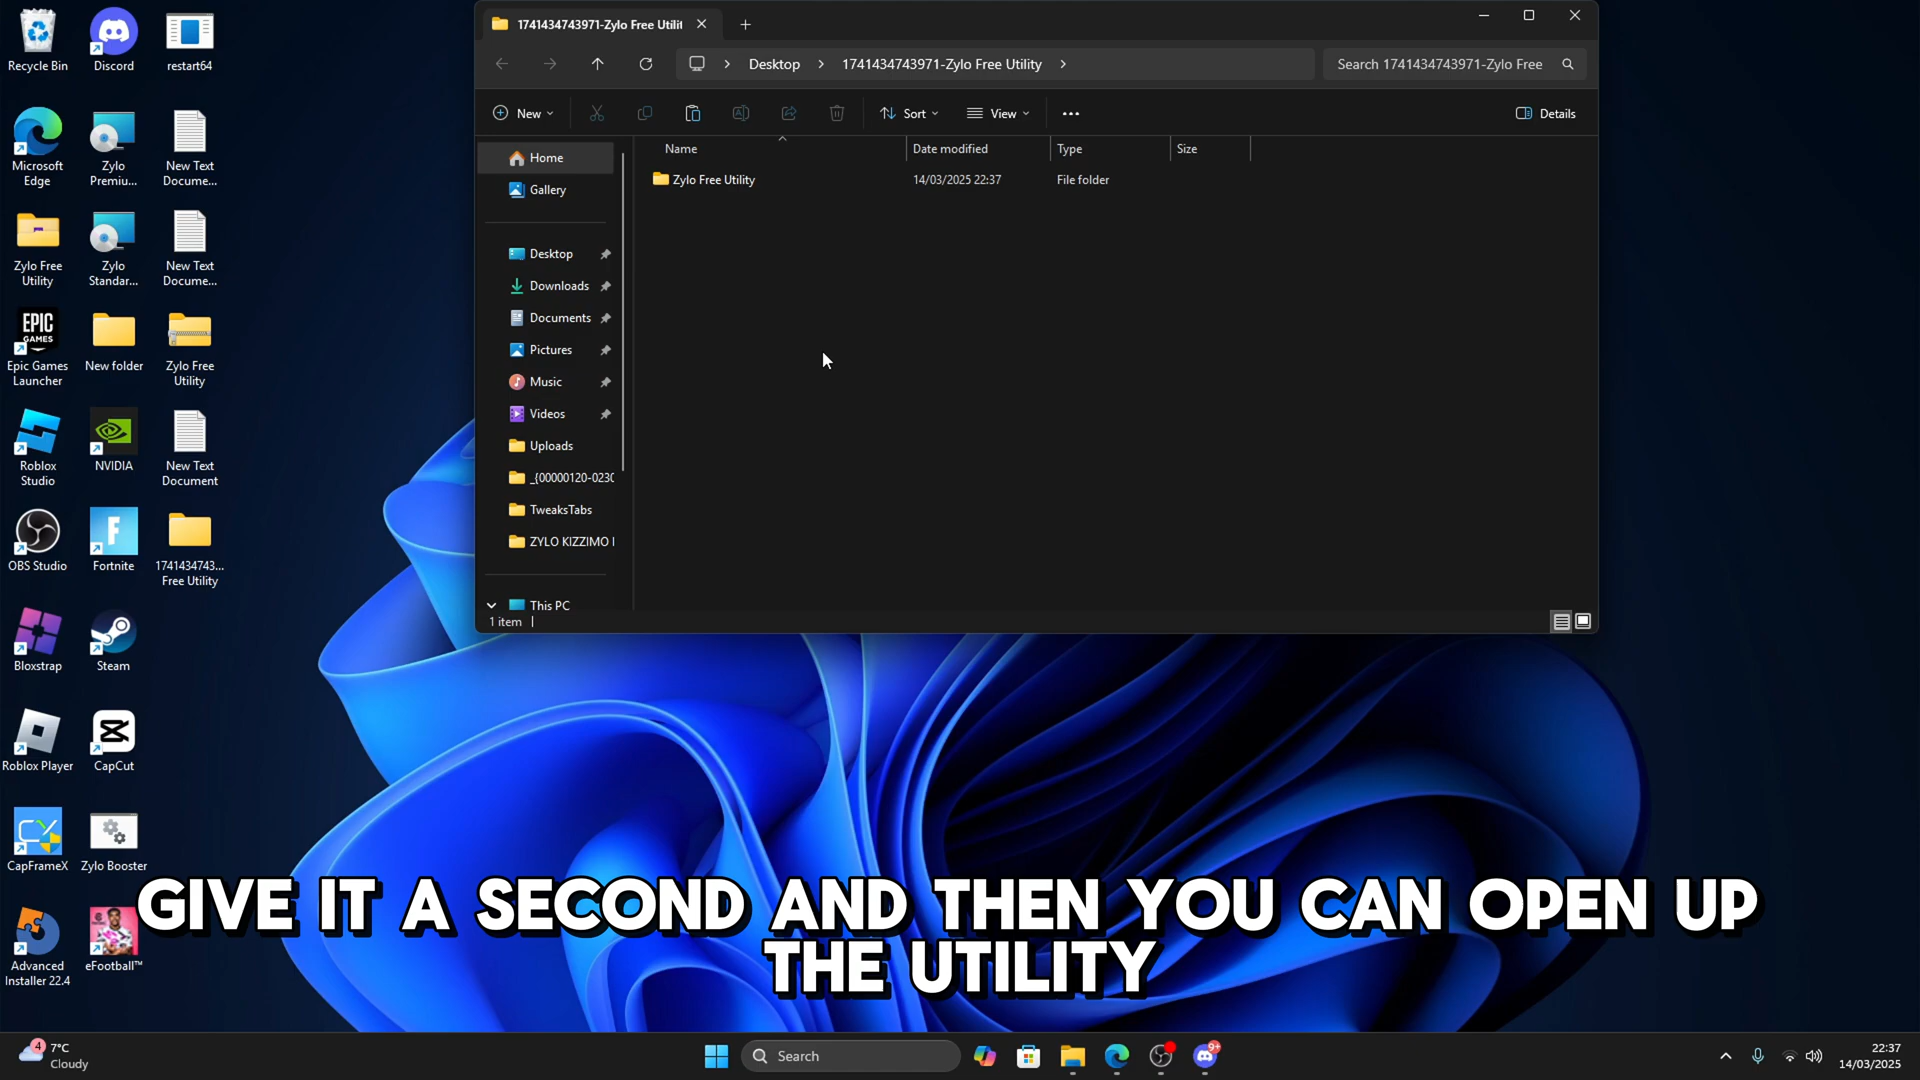 Recycle Bin
Discord
restart64
Microsoft
Edge
Zylo
Premiu...
New Text
Docume...
Zylo Free
Utility
Zylo
Standar...
New Text
Docume...
EPIC
GAMES
Epic Games
Launcher
New folder
Zylo Free
Utility
Roblox
Studio
NVIDIA
New Text
Document
OBS Studio
Fortnite
1741434743...
Free Utility
Bloxstrap
Steam
Roblox Player
CapCut
CapFrameX
Zylo Booster
Advanced
Installer 22.4
eFootball™
1741434743971-Zylo Free Utilit
Desktop
1741434743971-Zylo Free Utility
Search 1741434743971-Zylo Free
New
Sort
View
Details
Home
Gallery
Desktop
Downloads
Documents
Pictures
Music
Videos
Uploads
_{00000120-0230
TweaksTabs
ZYLO KIZZIMO
This PC
Name
Date modified
Type
Size
Zylo Free Utility
14/03/2025 22:37
File folder
1 item
GIVE IT A SECOND AND THEN YOU CAN OPEN UP
THE UTILITY
4
7°C
Cloudy
Search
9+
22:37
14/03/2025